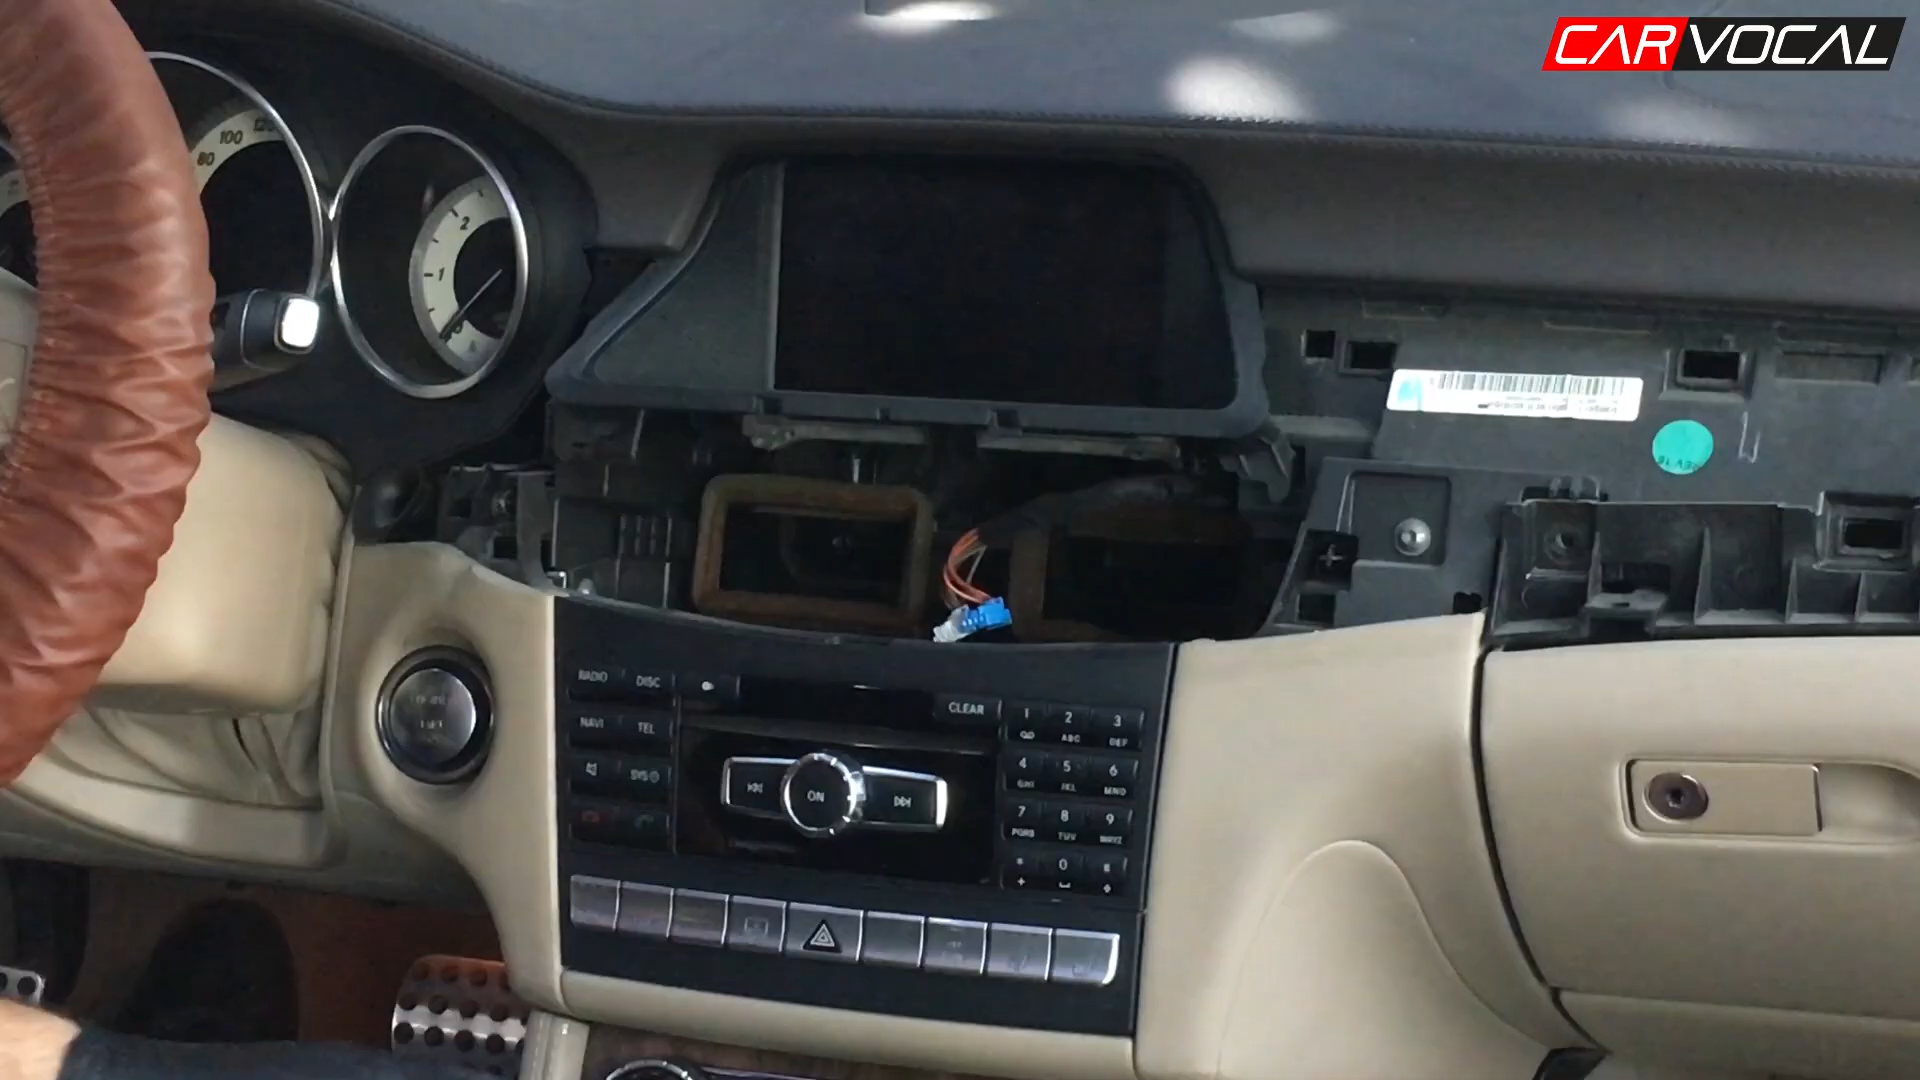 CARVOCAL
80
100
120
1
2
RADIO
DISC
NAVI
TEL
SYS
CLEAR
1
2 ABC
3 DEF
4 GHI
5 JKL
6 MNO
7 PQRS
8 TUV
9 WXYZ
*
0
#
+
ON